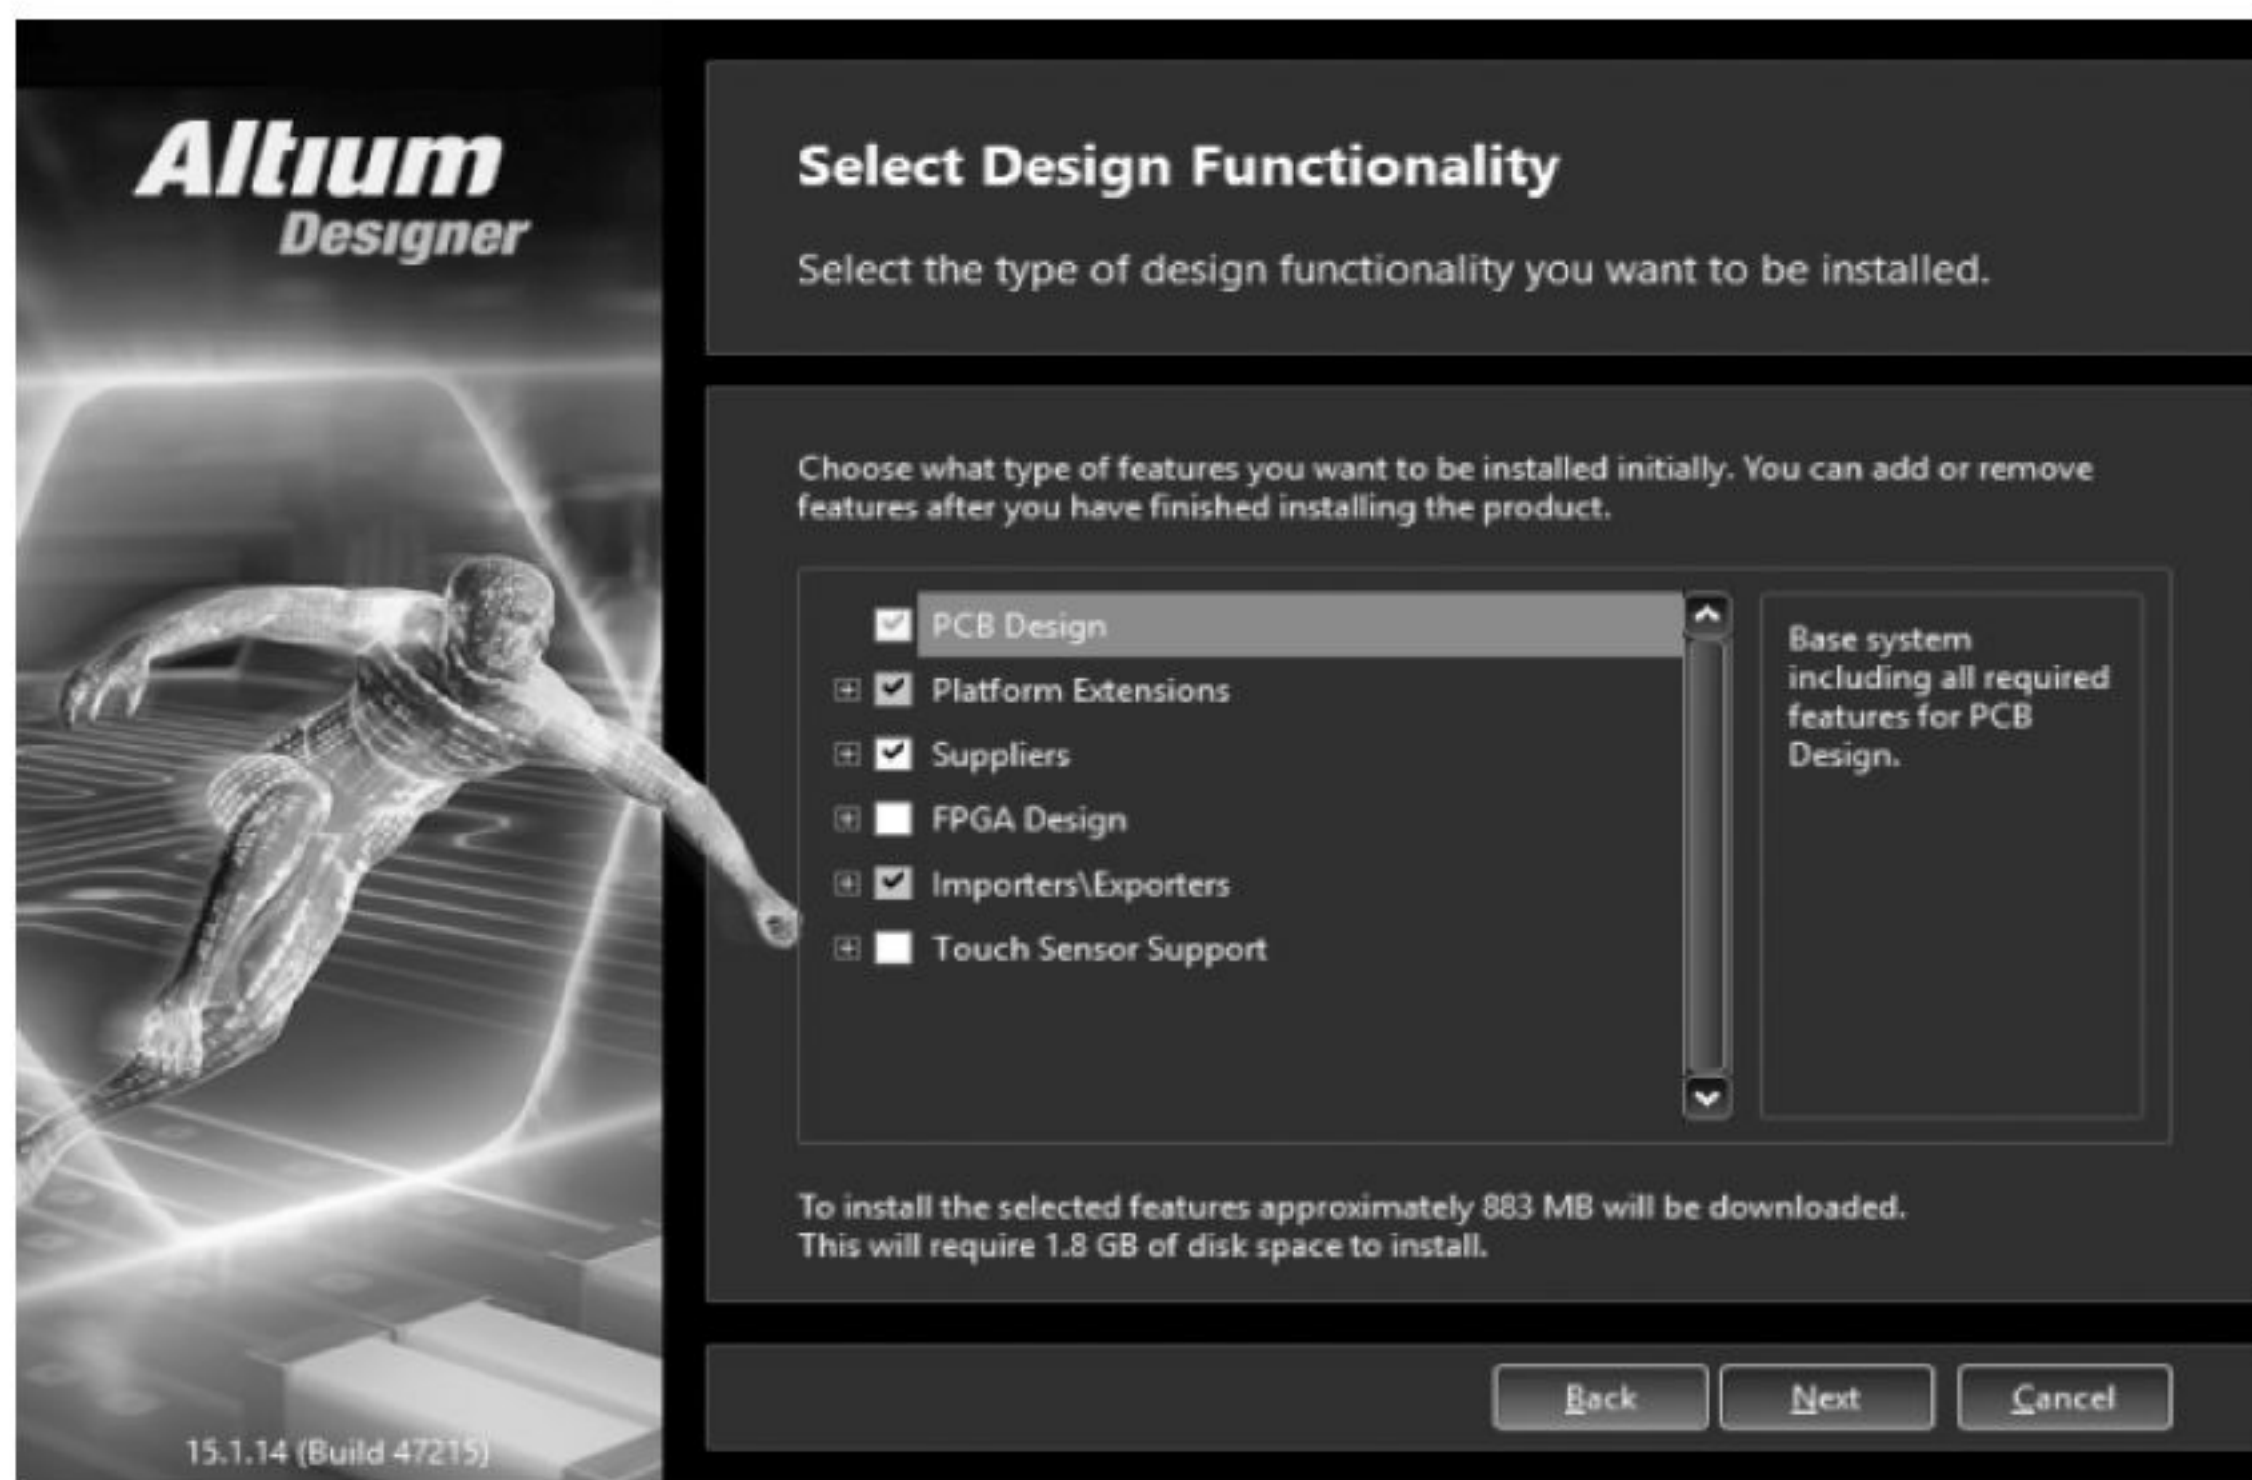 Altium
Designer
Select Design Functionality
Select the type of design functionality you want to be installed.
Choose what type of features you want to be installed initially. You can add or remove
features after you have finished installing the product.
PCB Design
Platform Extensions
Suppliers
FPGA Design
Importers\Exporters
Touch Sensor Support
Base system
including all required
features for PCB
Design.
To install the selected features approximately 883 MB will be downloaded.
This will require 1.8 GB of disk space to install.
Back
Next
Cancel
15.1.14 (Build 47215)